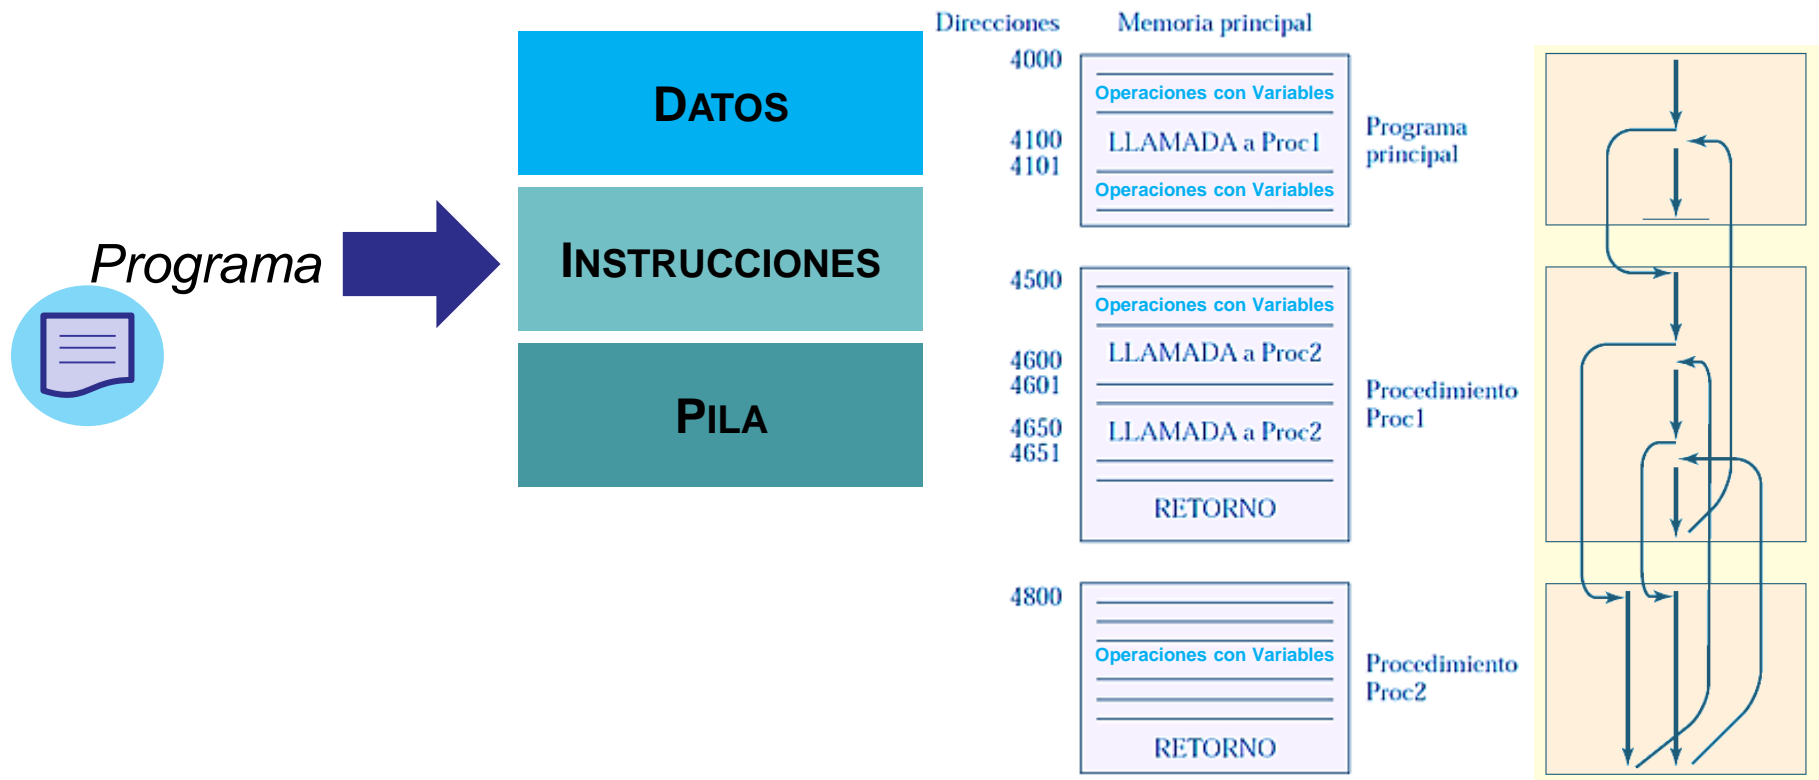 Programa
DATOS
INSTRUCCIONES
PILA
Direcciones
Memoria principal
4000
Operaciones con Variables
4100
LLAMADA a Proc1
4101
Operaciones con Variables
Programa
principal
4500
Operaciones con Variables
LLAMADA a Proc2
4600
4601
LLAMADA a Proc2
4650
4651
RETORNO
Procedimiento
Proc1
4800
Operaciones con Variables
RETORNO
Procedimiento
Proc2